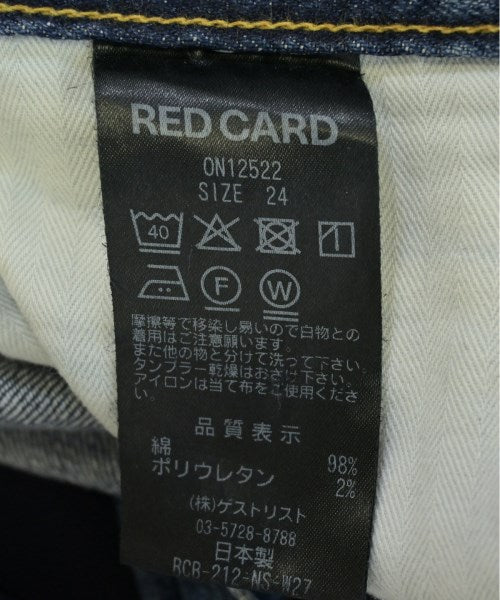 RED CARD
ON12522
SIZE 24
40
F W
摩擦等で移染し易いので白物との
着用はご注意願います。
また他の物と分けて洗って下さい。
タンブラー乾燥はおさけ下さい。
アイロンは当て布をご使用くださ
い。
品質表示
綿 98%
ポリウレタン 2%
(株)ゲストリスト
03-5728-8788
日本製
RCB-212-NS-W27